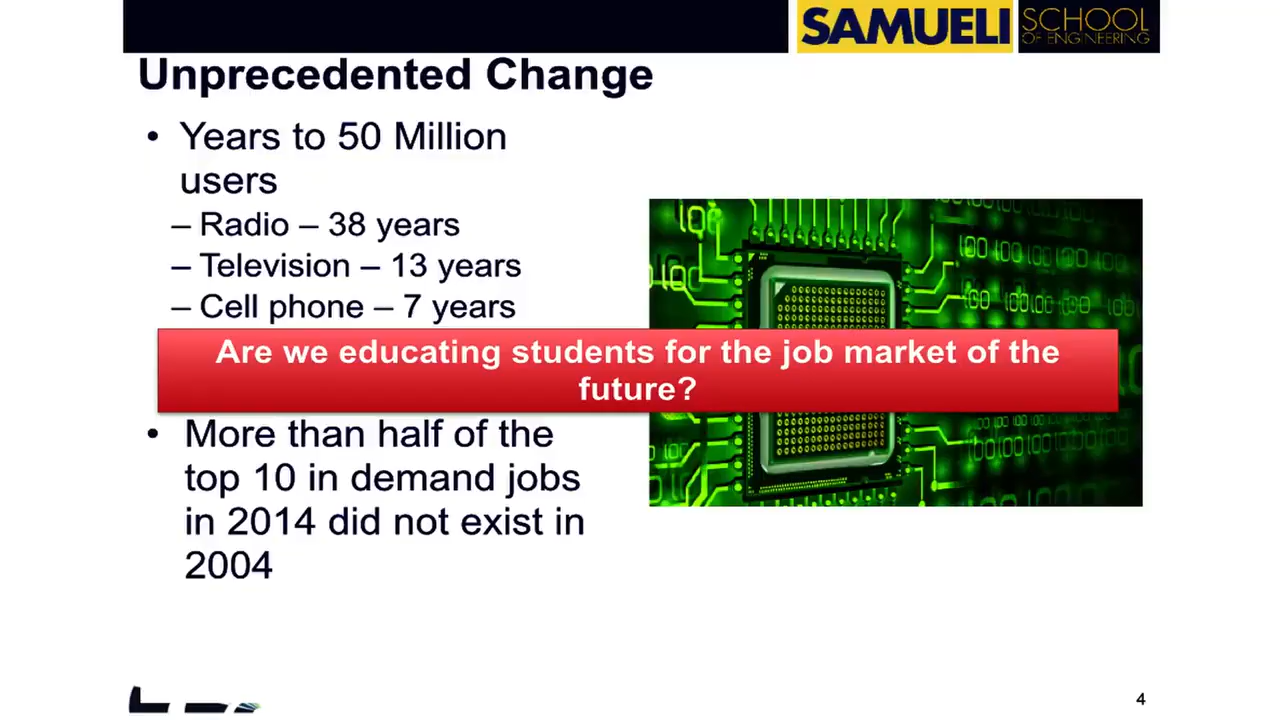 SAMUELI SCHOOL
OF ENGINEERING
Unprecedented Change
• Years to 50 Million
users
– Radio – 38 years
– Television – 13 years
– Cell phone – 7 years
Are we educating students for the job market of the
future?
• More than half of the
top 10 in demand jobs
in 2014 did not exist in
2004
4